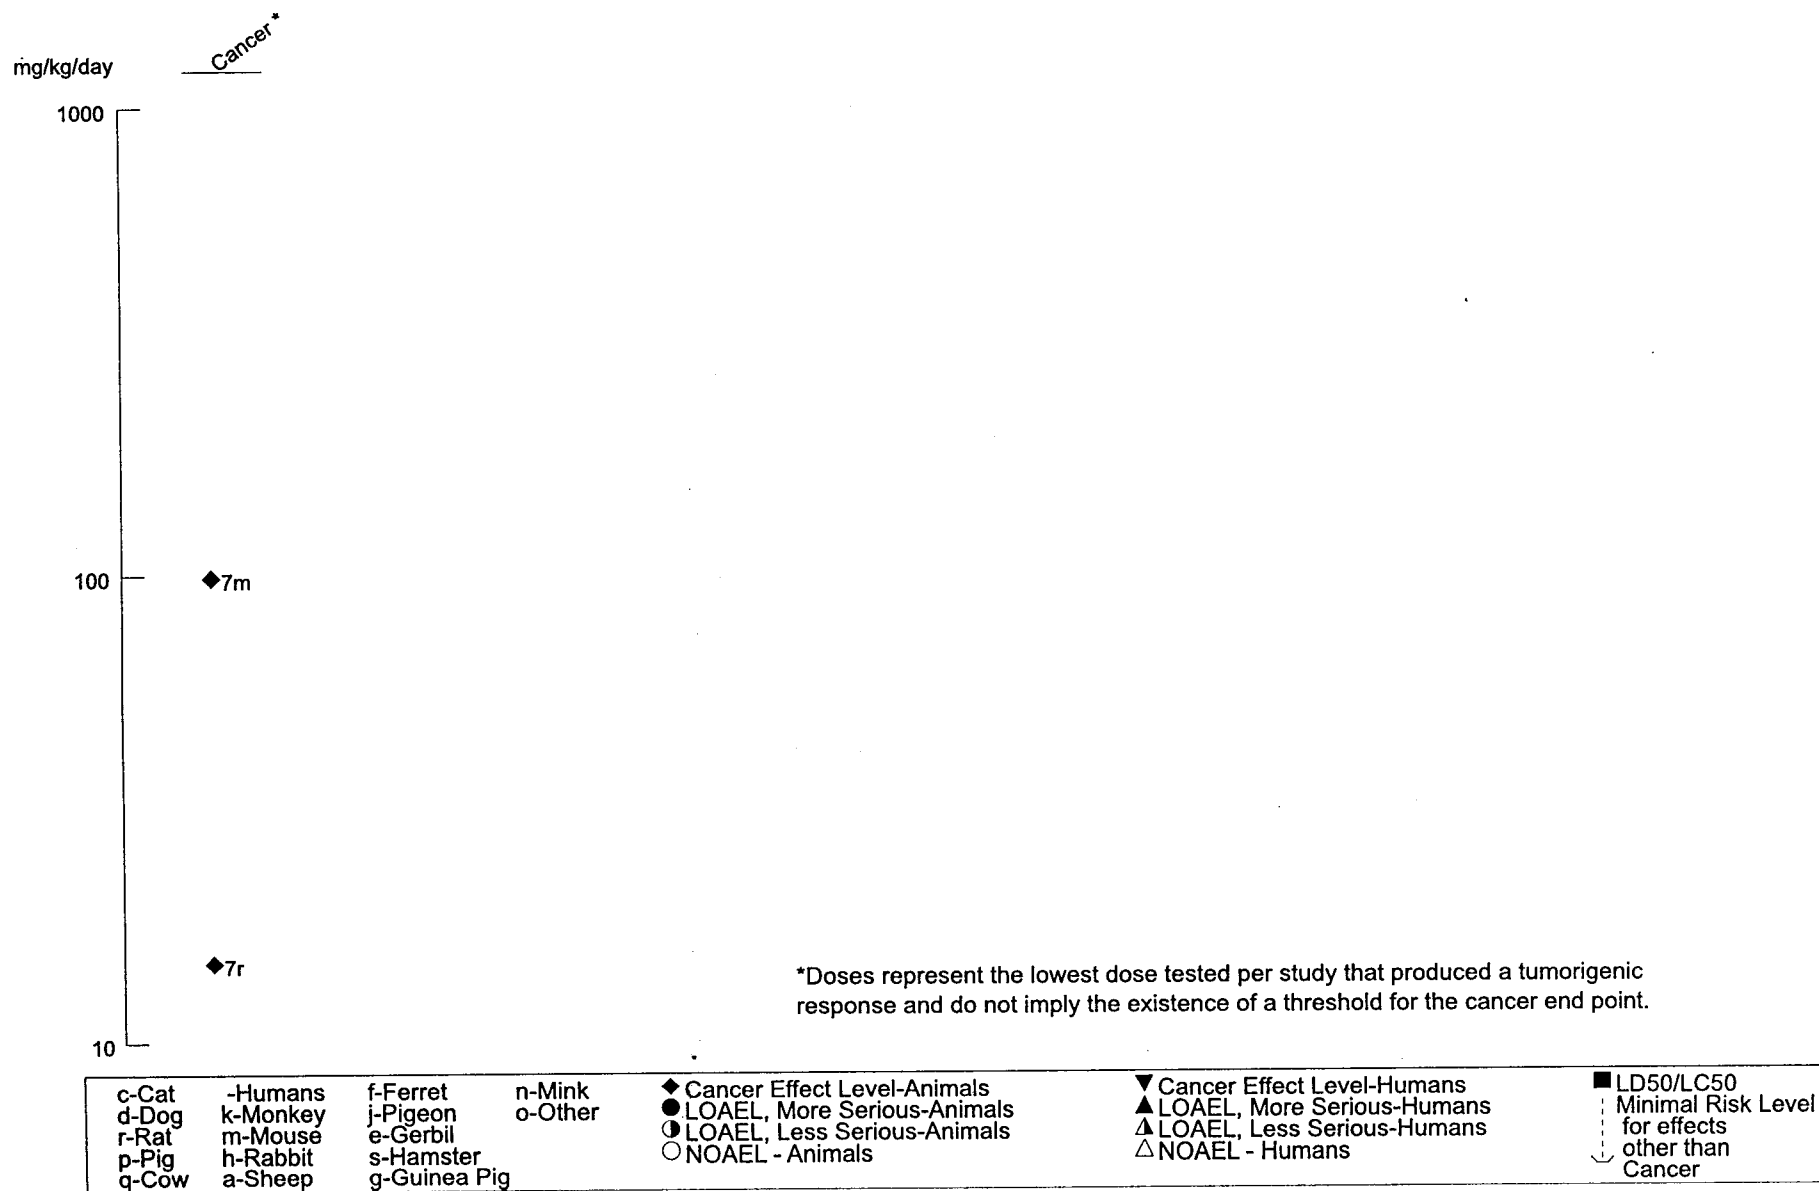 Cancer*
mg/kg/day
1000
100
◆7m
◆7r
*Doses represent the lowest dose tested per study that produced a tumorigenic
response and do not imply the existence of a threshold for the cancer end point.
10
c-Cat -Humans f-Ferret n-Mink ◆Cancer Effect Level-Animals ▼Cancer Effect Level-Humans ■LD50/LC50
d-Dog k-Monkey j-Pigeon o-Other ●LOAEL, More Serious-Animals ▲LOAEL, More Serious-Humans Minimal Risk Level
r-Rat m-Mouse e-Gerbil ◑LOAEL, Less Serious-Animals ◮LOAEL, Less Serious-Humans for effects
p-Pig h-Rabbit s-Hamster ○NOAEL - Animals △NOAEL - Humans other than
q-Cow a-Sheep g-Guinea Pig Cancer